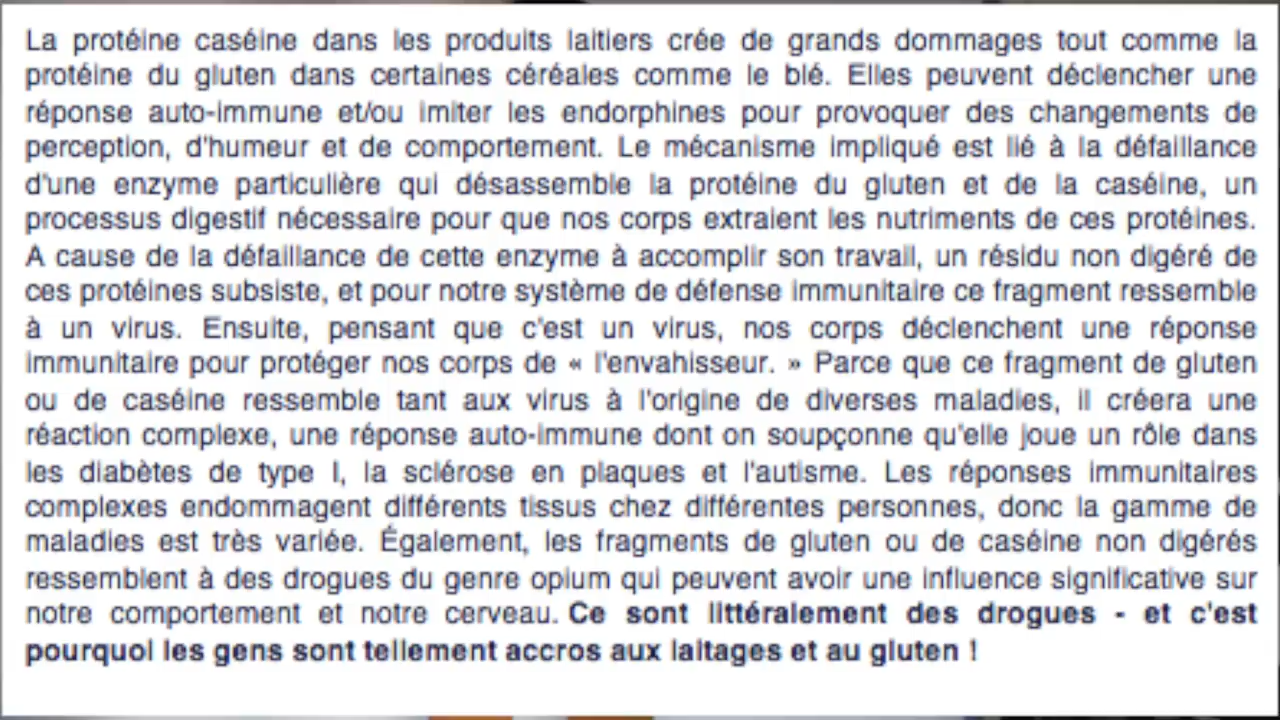 La protéine caséine dans les produits laitiers crée de grands dommages tout comme la
protéine du gluten dans certaines céréales comme le blé. Elles peuvent déclencher une
réponse auto-immune et/ou imiter les endorphines pour provoquer des changements de
perception, d'humeur et de comportement. Le mécanisme impliqué est lié à la défaillance
d'une enzyme particulière qui désassemble la protéine du gluten et de la caséine, un
processus digestif nécessaire pour que nos corps extraient les nutriments de ces protéines.
A cause de la défaillance de cette enzyme à accomplir son travail, un résidu non digéré de
ces protéines subsiste, et pour notre système de défense immunitaire ce fragment ressemble
à un virus. Ensuite, pensant que c'est un virus, nos corps déclenchent une réponse
immunitaire pour protéger nos corps de « l'envahisseur. » Parce que ce fragment de gluten
ou de caséine ressemble tant aux virus à l'origine de diverses maladies, il créera une
réaction complexe, une réponse auto-immune dont on soupçonne qu'elle joue un rôle dans
les diabètes de type I, la sclérose en plaques et l'autisme. Les réponses immunitaires
complexes endommagent différents tissus chez différentes personnes, donc la gamme de
maladies est très variée. Également, les fragments de gluten ou de caséine non digérés
ressemblent à des drogues du genre opium qui peuvent avoir une influence significative sur
notre comportement et notre cerveau. Ce sont littéralement des drogues - et c'est
pourquoi les gens sont tellement accros aux laitages et au gluten !